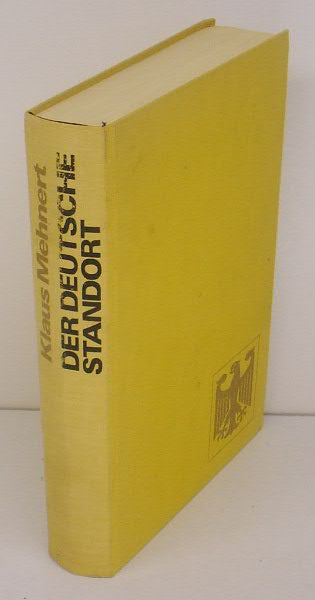 Klaus Mehnert
DER DEUTSCHE
STANDORT